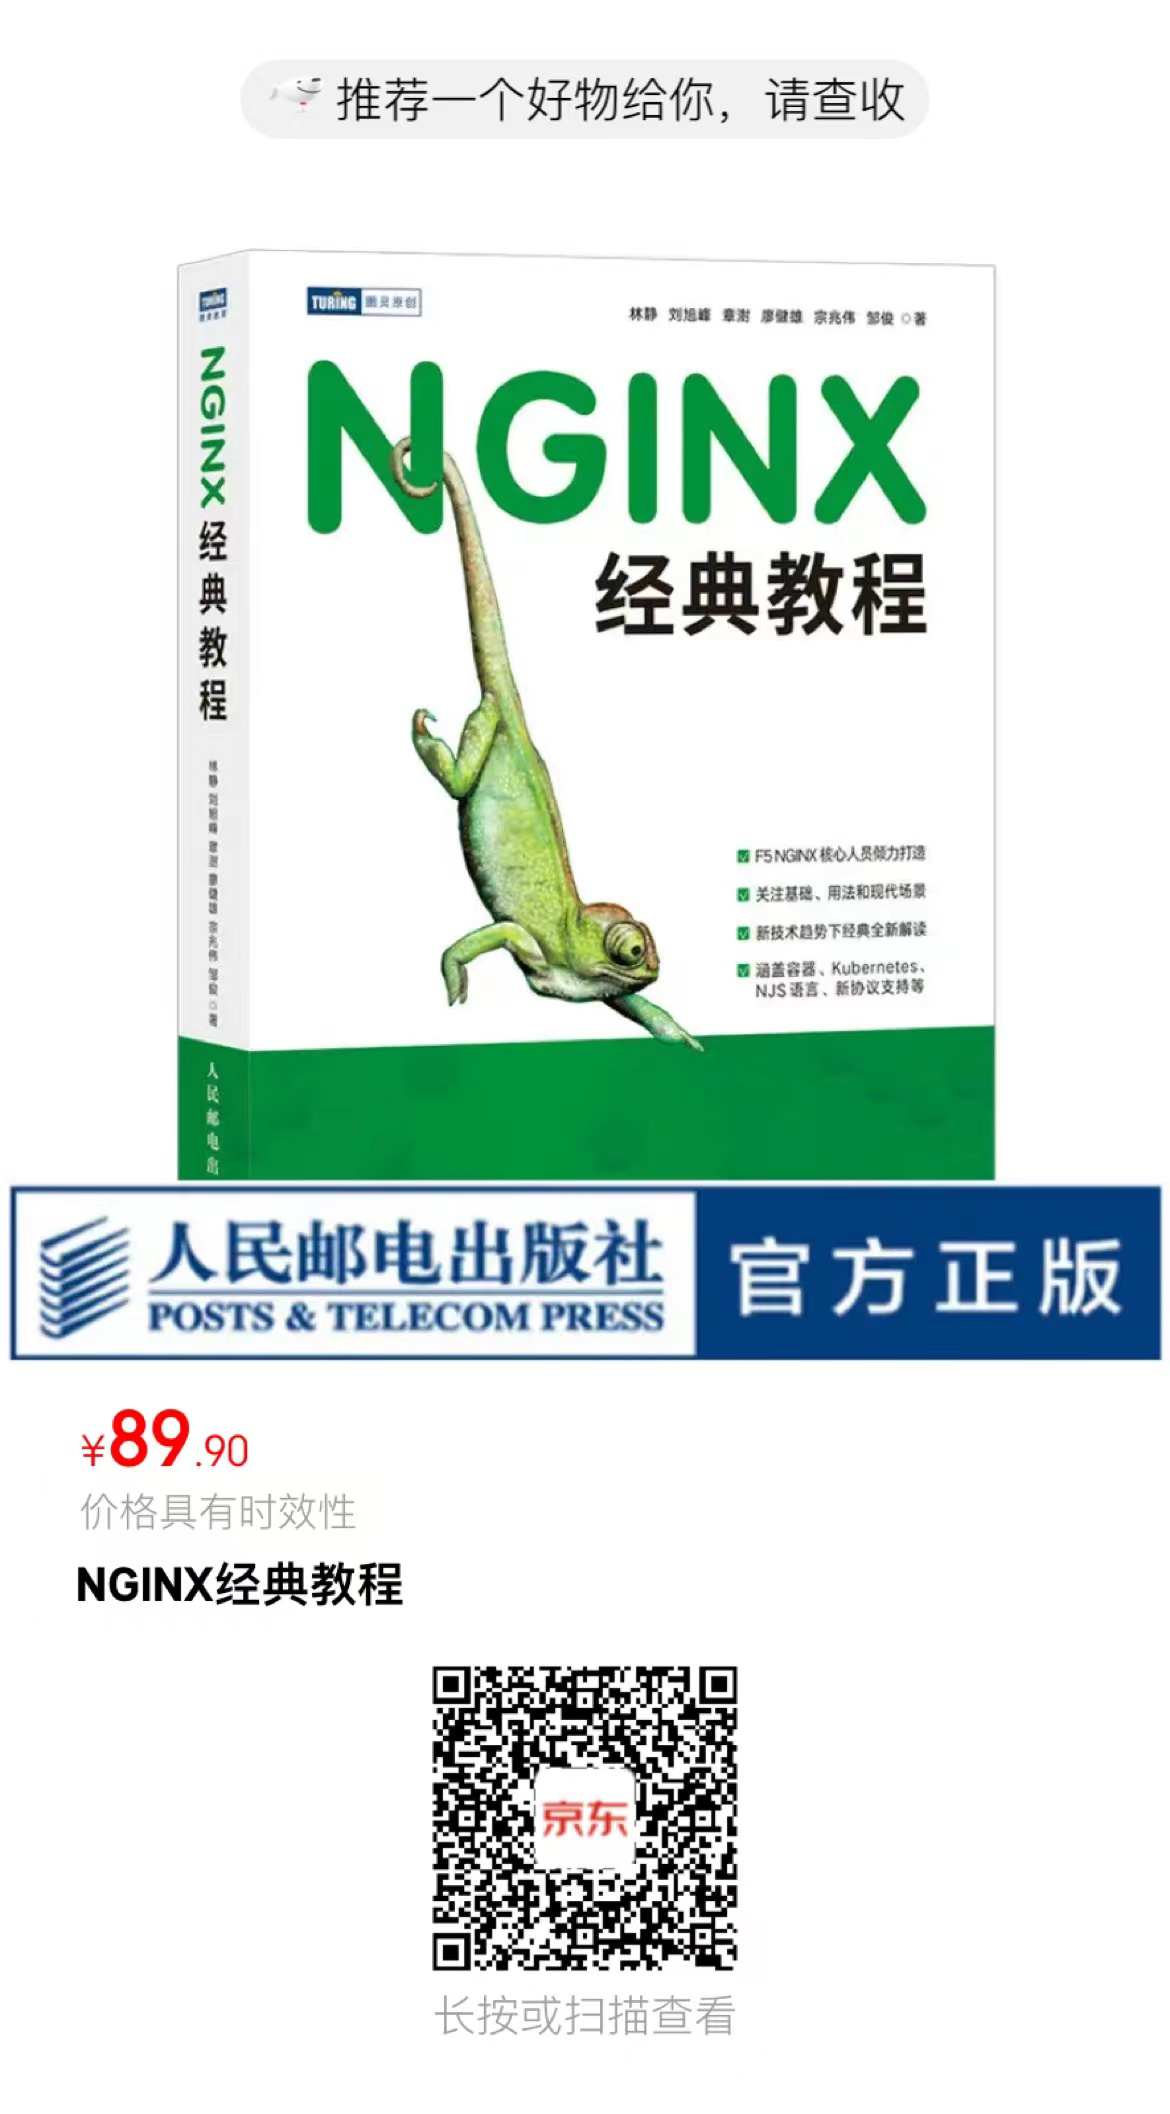 推荐一个好物给你，请查收
TURING 图灵原创
林静 刘旭峰 章澍 廖健雄 宗兆伟 邹俊 ◎著
NGINX
经典教程
F5 NGINX 核心人员倾力打造
关注基础、用法和现代场景
新技术趋势下经典全新解读
涵盖容器、Kubernetes、
NJS 语言、新协议支持等
TURING
NGINX经典教程
林静 刘旭峰 章澍 廖健雄 宗兆伟 邹俊 ◎著
人民邮电出
人民邮电出版社
POSTS & TELECOM PRESS
官方正版
¥89.90
价格具有时效性
NGINX经典教程
京东
长按或扫描查看